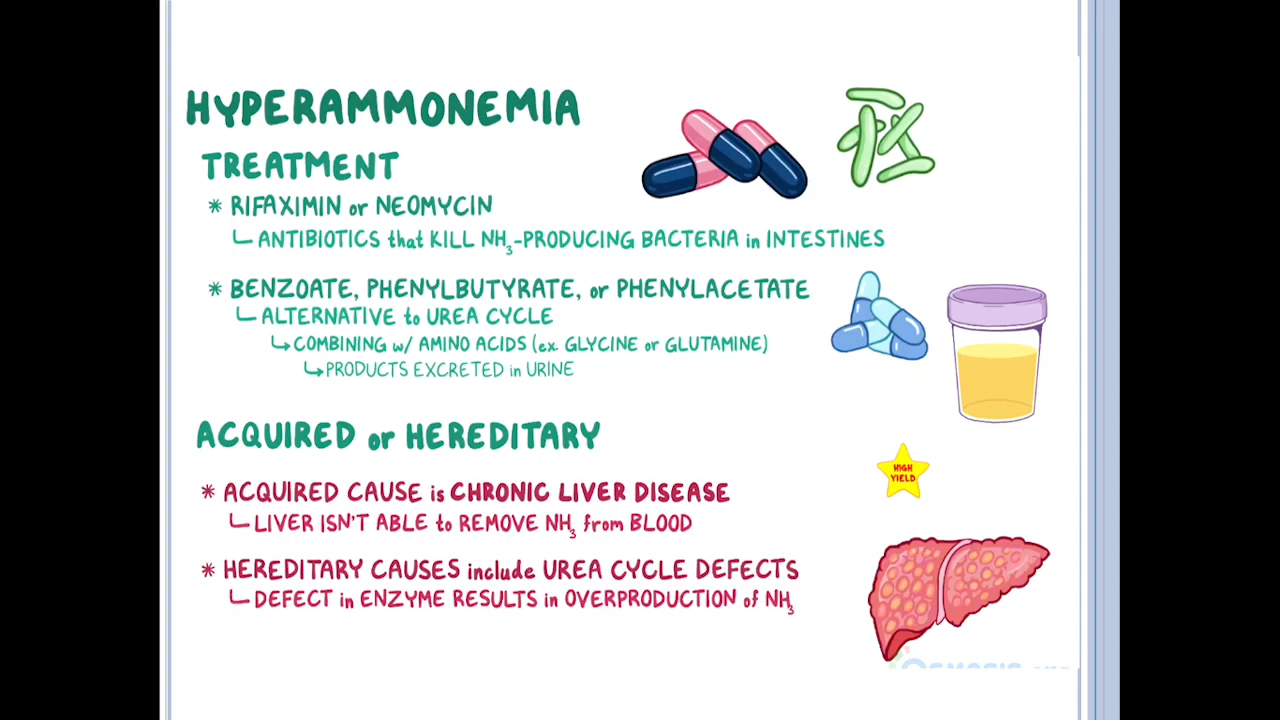 HYPERAMMONEMIA
TREATMENT
* RIFAXIMIN or NEOMYCIN
ANTIBIOTICS that KILL NH3-PRODUCING BACTERIA in INTESTINES
* BENZOATE, PHENYLBUTYRATE, or PHENYLACETATE
ALTERNATIVE to UREA CYCLE
COMBINING w/ AMINO ACIDS (ex. GLYCINE or GLUTAMINE)
PRODUCTS EXCRETED in URINE
ACQUIRED or HEREDITARY
HIGH
YIELD
* ACQUIRED CAUSE is CHRONIC LIVER DISEASE
LIVER ISN'T ABLE to REMOVE NH3 from BLOOD
* HEREDITARY CAUSES include UREA CYCLE DEFECTS
DEFECT in ENZYME RESULTS in OVERPRODUCTION of NH3